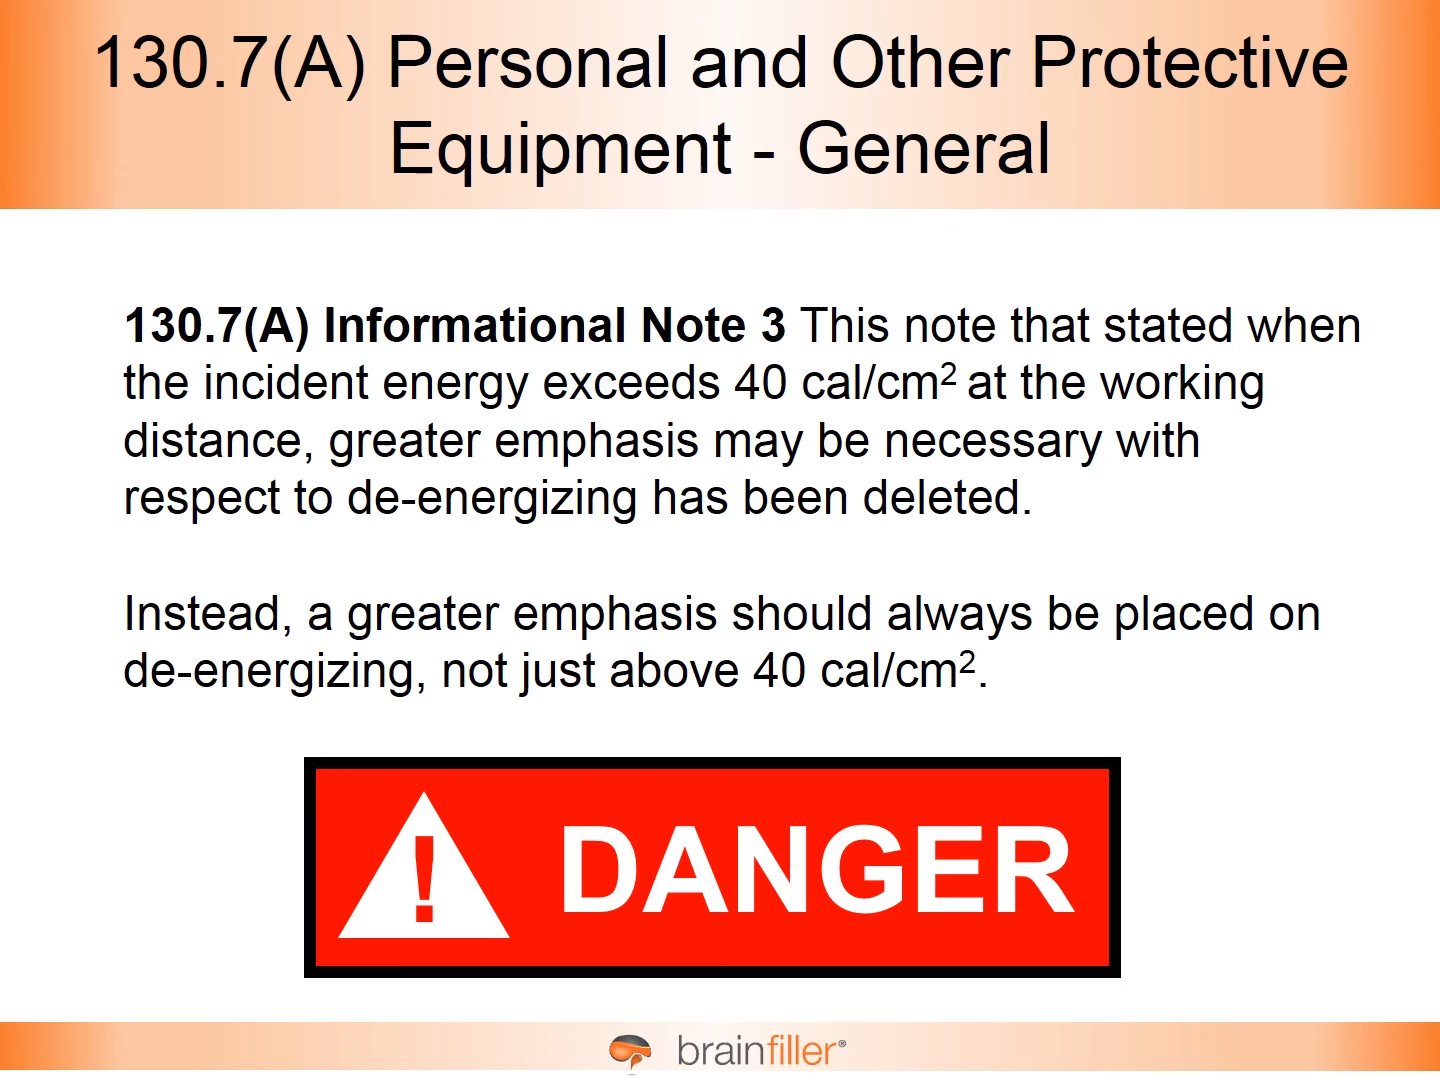 130.7(A) Personal and Other Protective
Equipment - General
130.7(A) Informational Note 3 This note that stated when
the incident energy exceeds 40 cal/cm² at the working
distance, greater emphasis may be necessary with
respect to de-energizing has been deleted.
Instead, a greater emphasis should always be placed on
de-energizing, not just above 40 cal/cm².
! DANGER
brainfiller®